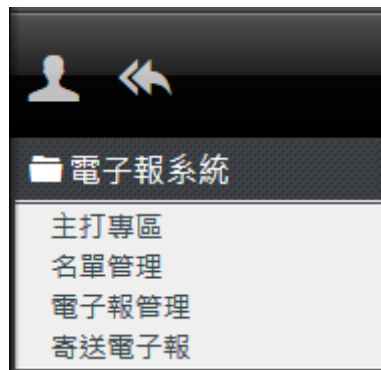 電子報系統
主打專區
名單管理
電子報管理
寄送電子報